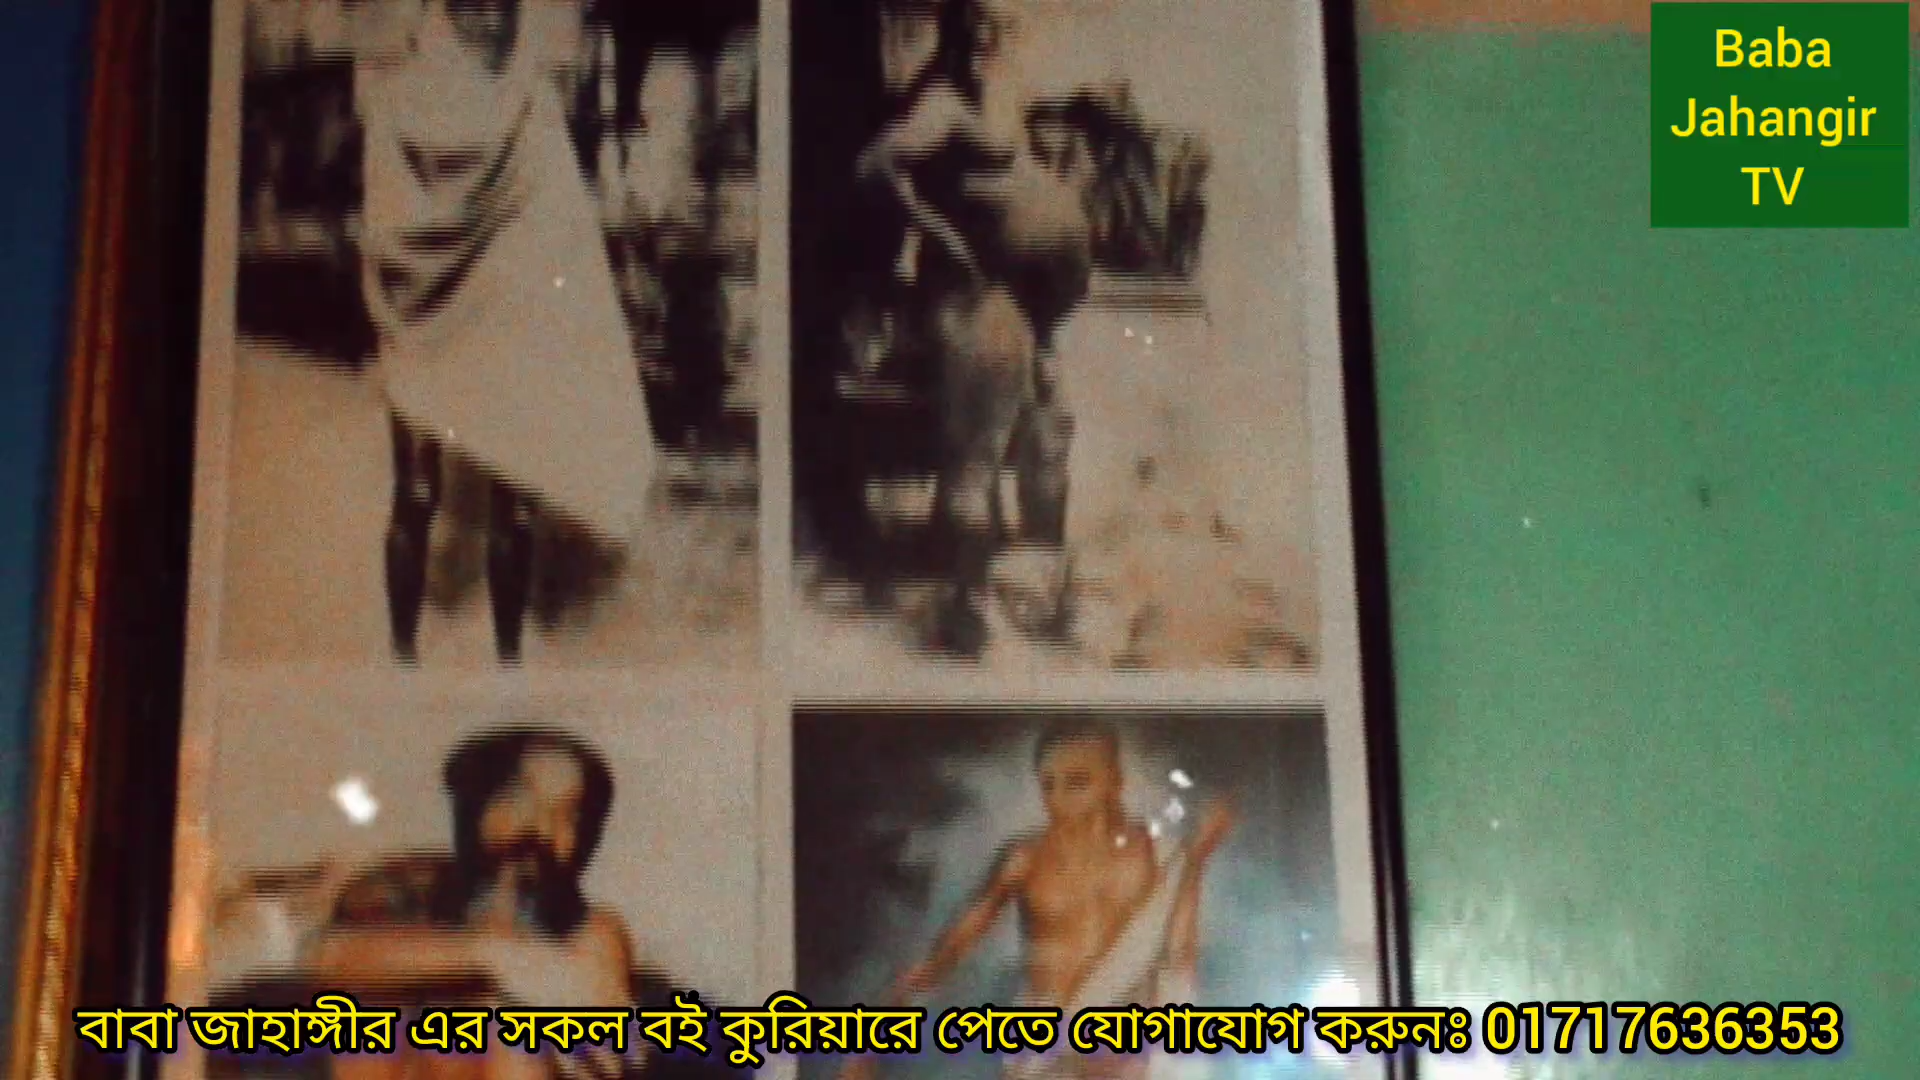 Baba
Jahangir
TV
বাবা জাহাঙ্গীর এর সকল বই কুরিয়ারে পেতে যোগাযোগ করুনঃ 01717636353